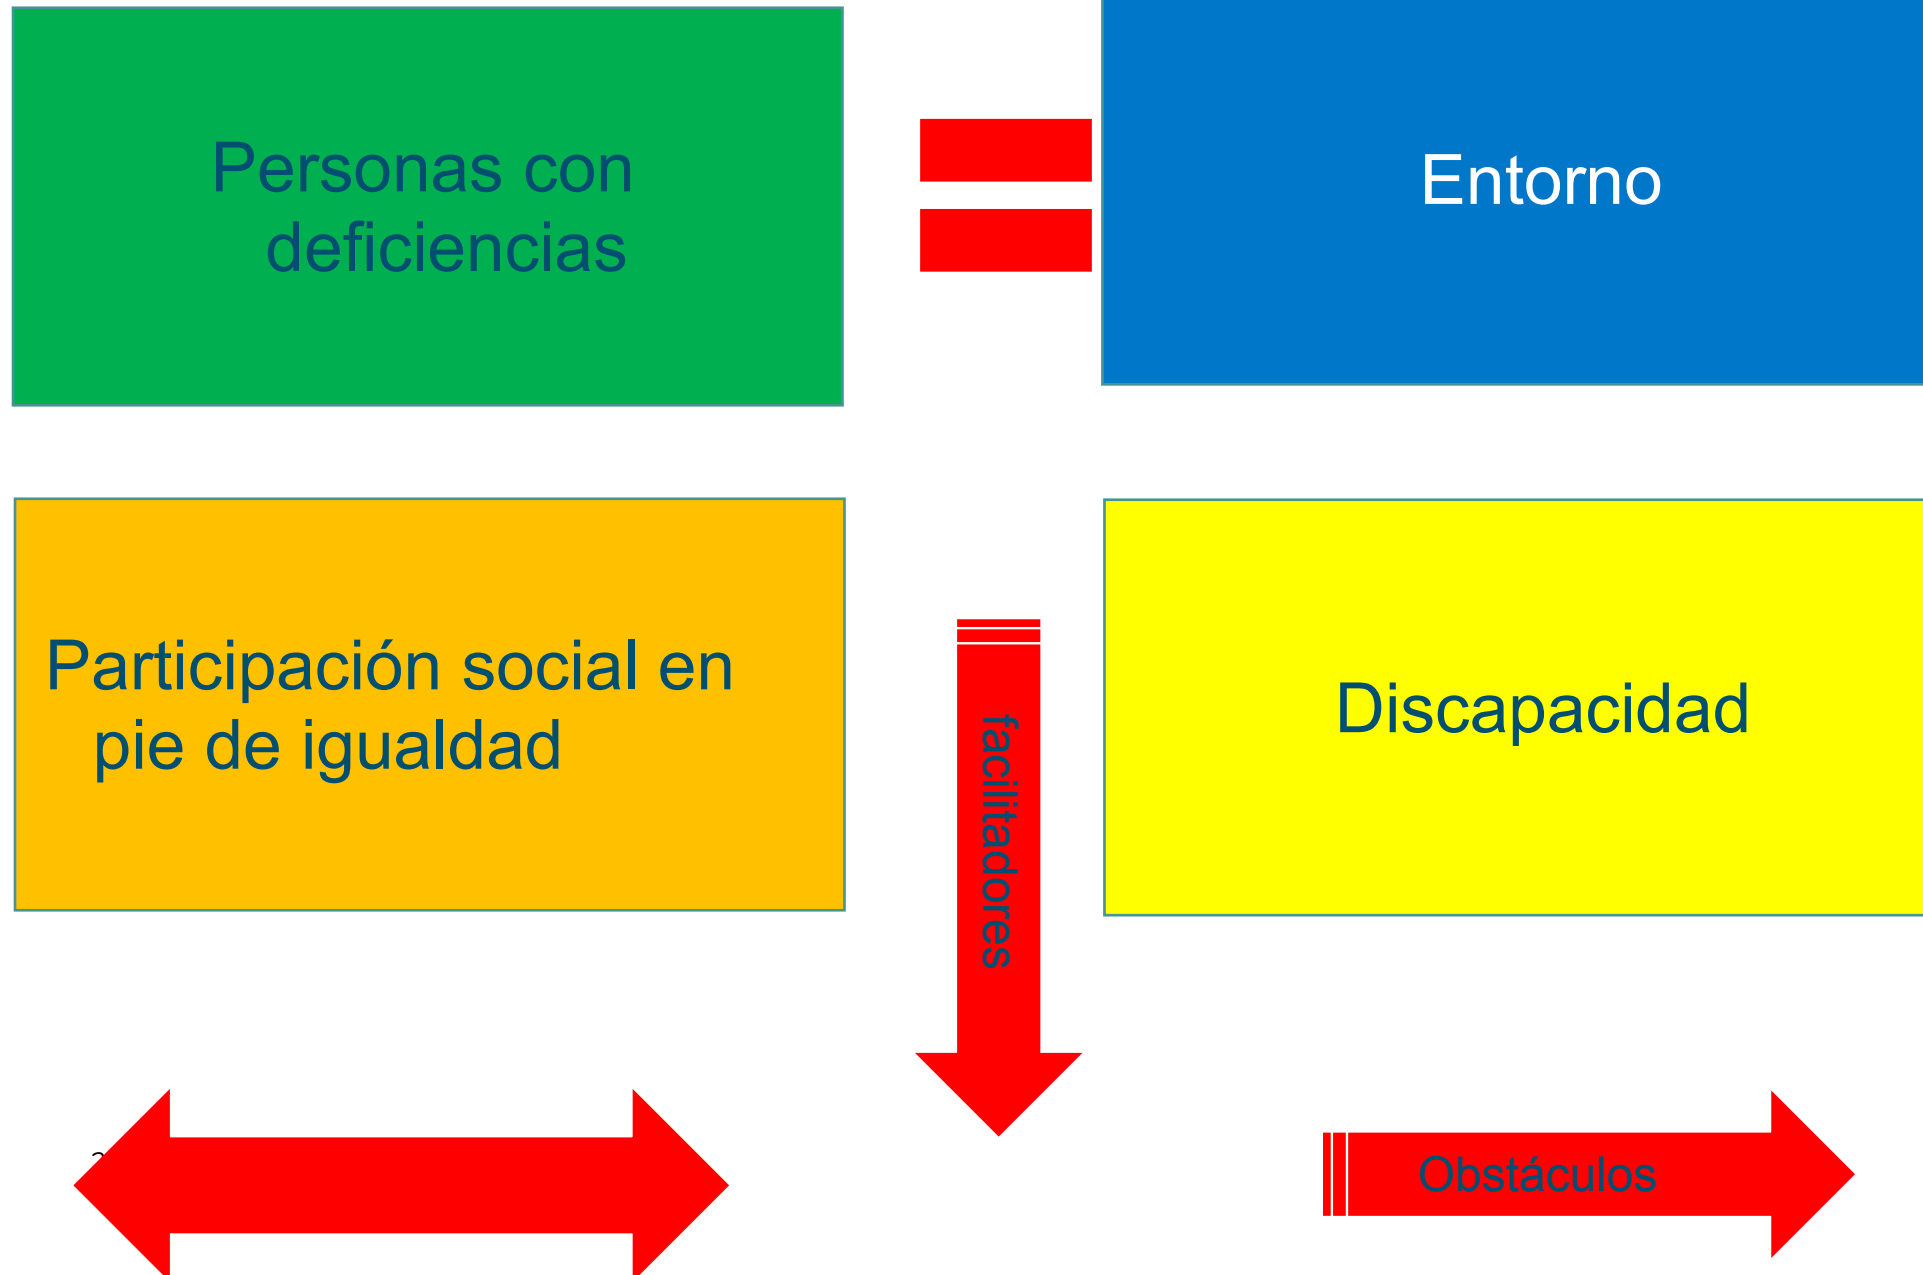 Personas con
deficiencias
Entorno
Participación social en
pie de igualdad
facilitadores
Discapacidad
Obstáculos